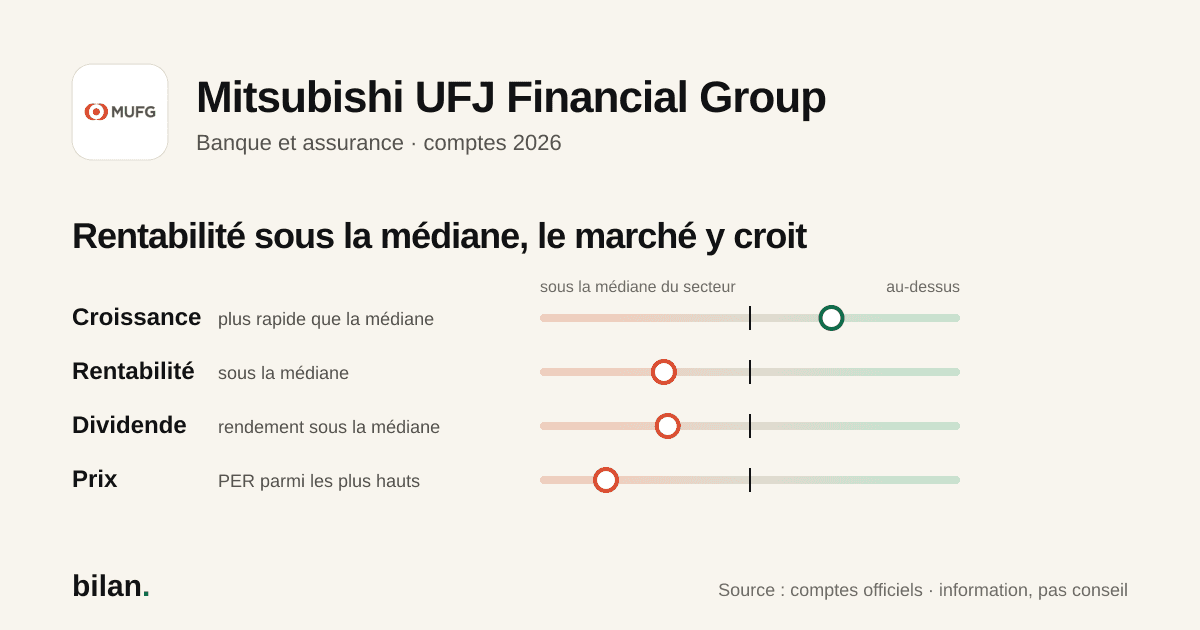 MUFG
Mitsubishi UFJ Financial Group
Banque et assurance · comptes 2026
Rentabilité sous la médiane, le marché y croit
sous la médiane du secteur au-dessus
Croissance plus rapide que la médiane
Rentabilité sous la médiane
Dividende rendement sous la médiane
Prix PER parmi les plus hauts
bilan.
Source : comptes officiels · information, pas conseil